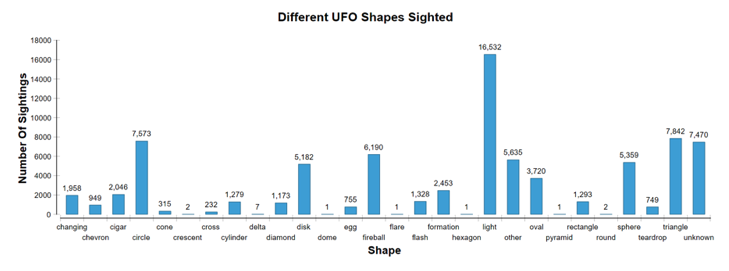 Different UFO Shapes Sighted
Number Of Sightings
18000
16000
14000
12000
10000
8000
6000
4000
2000
0
1,958
949
2,046
7,573
315
2
232
1,279
7
1,173
5,182
1
755
6,190
1
1,328
2,453
1
16,532
5,635
3,720
1
1,293
2
5,359
749
7,842
7,470
changing
chevron
cigar
circle
cone
crescent
cross
cylinder
delta
diamond
disk
dome
egg
fireball
flare
flash
formation
hexagon
light
other
oval
pyramid
rectangle
round
sphere
teardrop
triangle
unknown
Shape